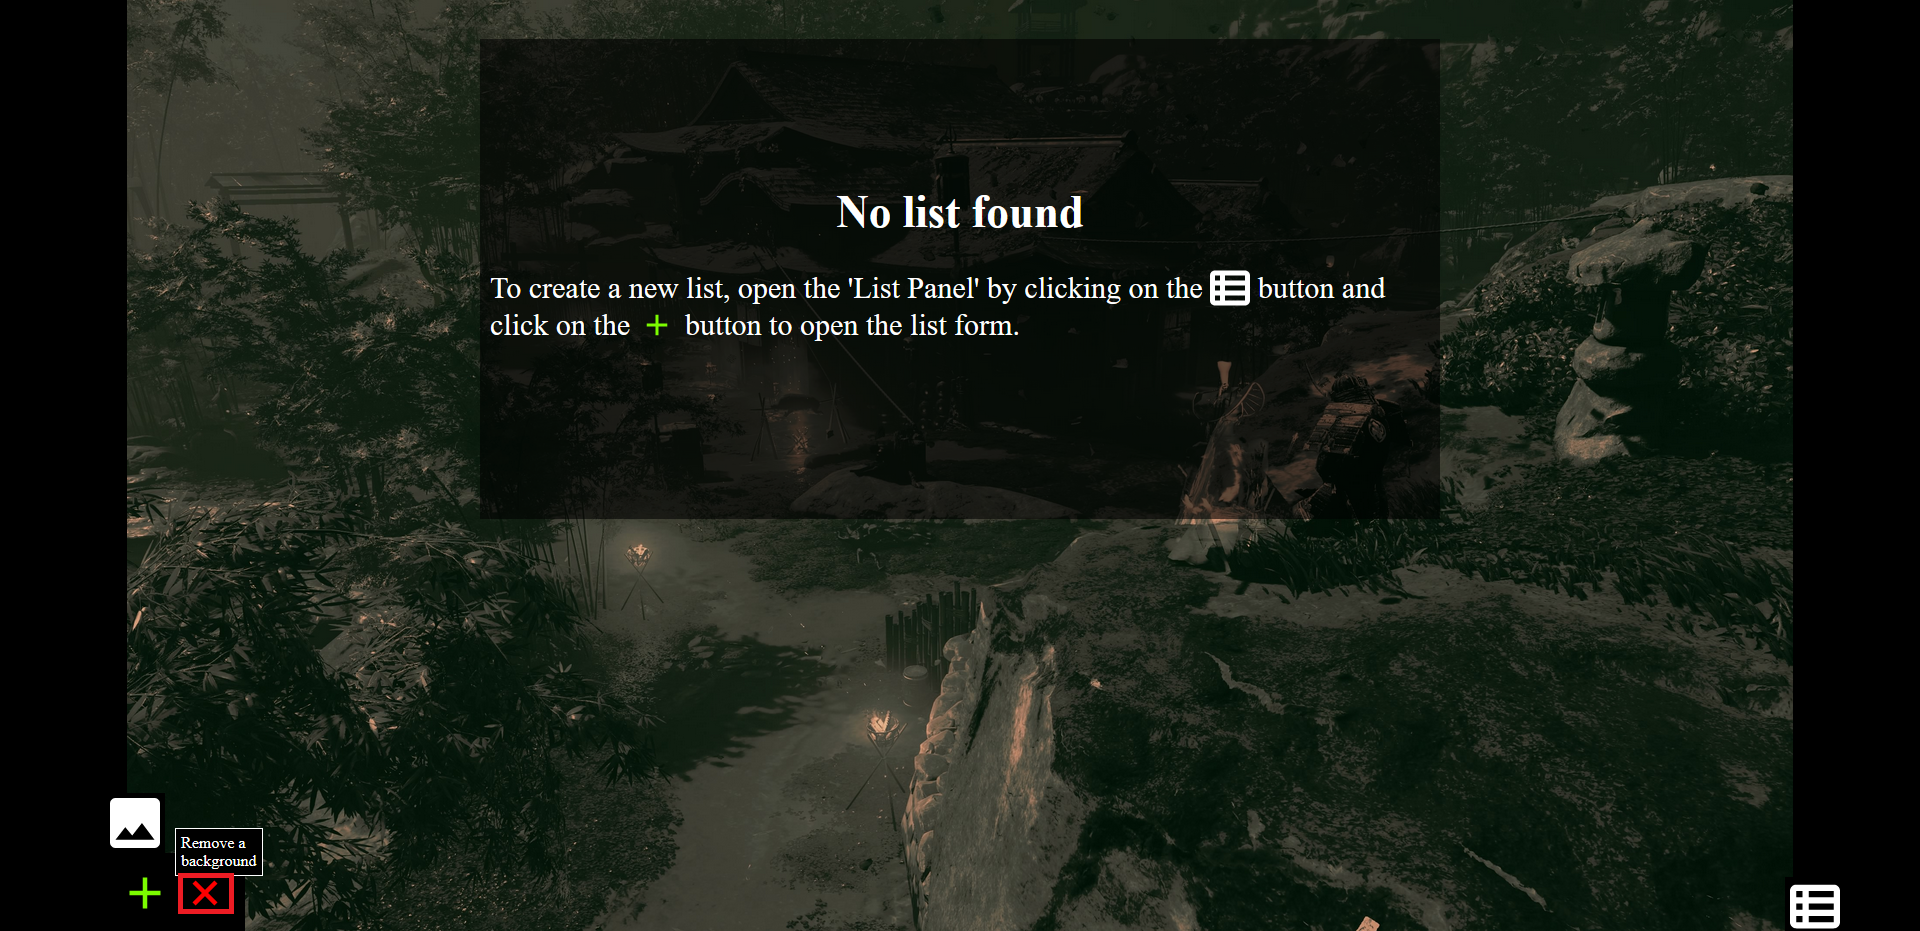 No list found
To create a new list, open the 'List Panel' by clicking on the button and
click on the + button to open the list form.
Remove a
background